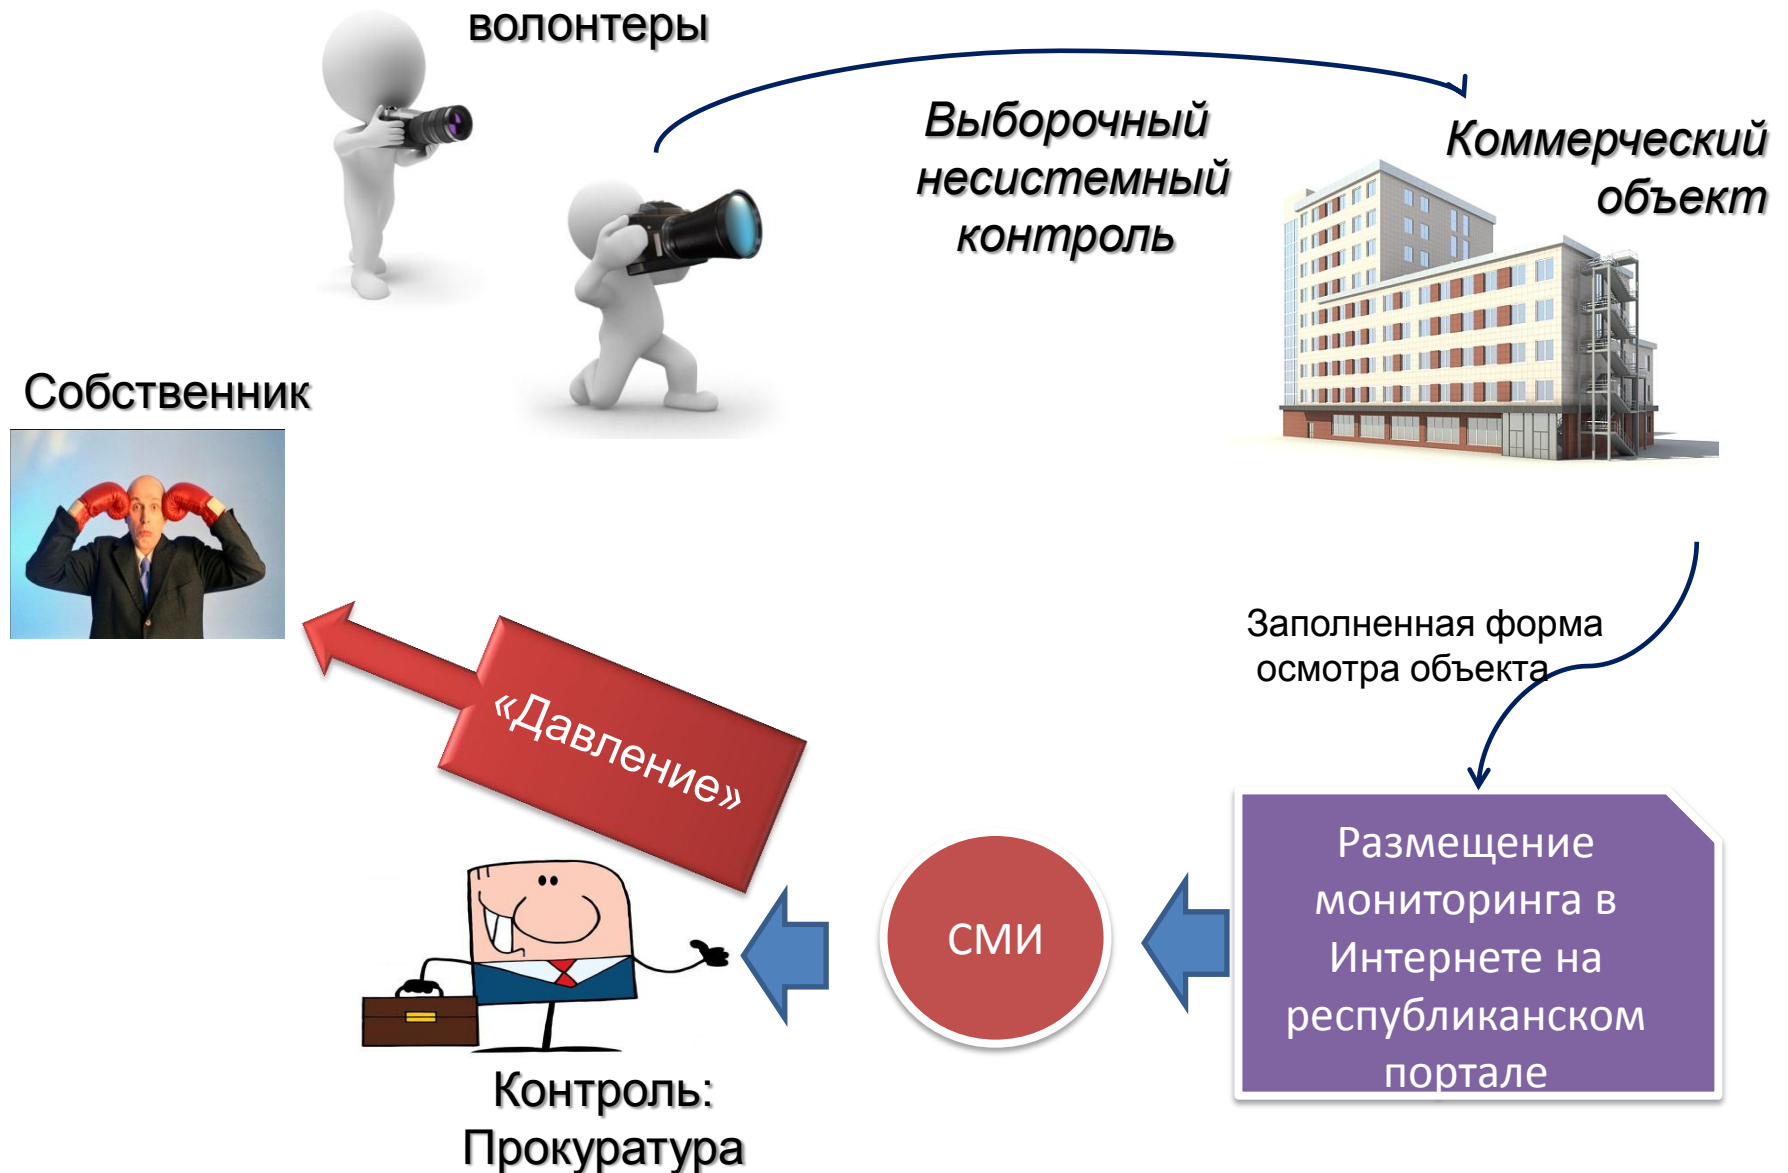 волонтеры
Выборочный
несистемный
контроль
Коммерческий
объект
Собственник
Заполненная форма
осмотра объекта
«Давление»
Размещение
мониторинга в
Интернете на
республиканском
портале
СМИ
Контроль:
Прокуратура